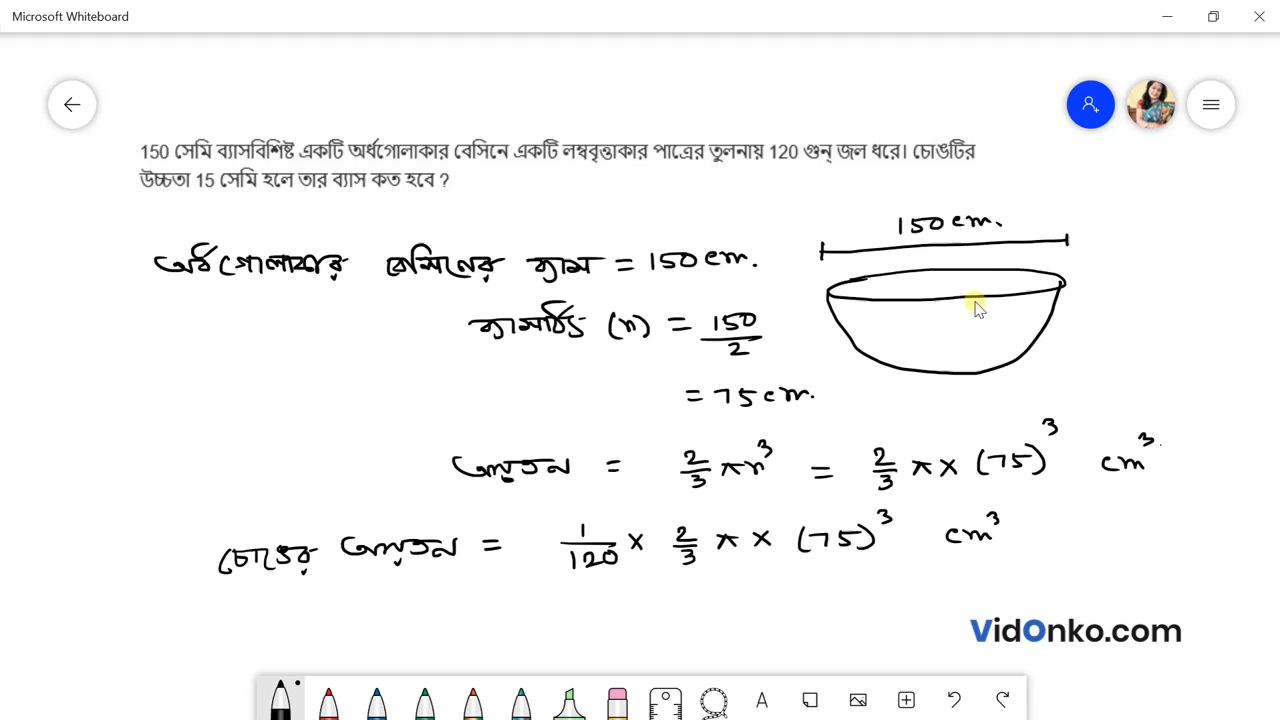 Microsoft Whiteboard
150 সেমি ব্যাসবিশিষ্ট একটি অর্ধগোলাকার বেসিনে একটি লম্ববৃত্তাকার পাত্রের তুলনায় 120 গুন্ জল ধরে। চোঙটির
উচ্চতা 15 সেমি হলে তার ব্যাস কত হবে ?
150 cm.
অর্ধগোলাকার বেসিনের ব্যাস = 150 cm.
ব্যাসার্ধ (r) = 150/2
= 75 cm.
আয়তন = 2/3 πr³ = 2/3 π × (75)³ cm³
চোঙের আয়তন = 1/120 × 2/3 π × (75)³ cm³
VidOnko.com